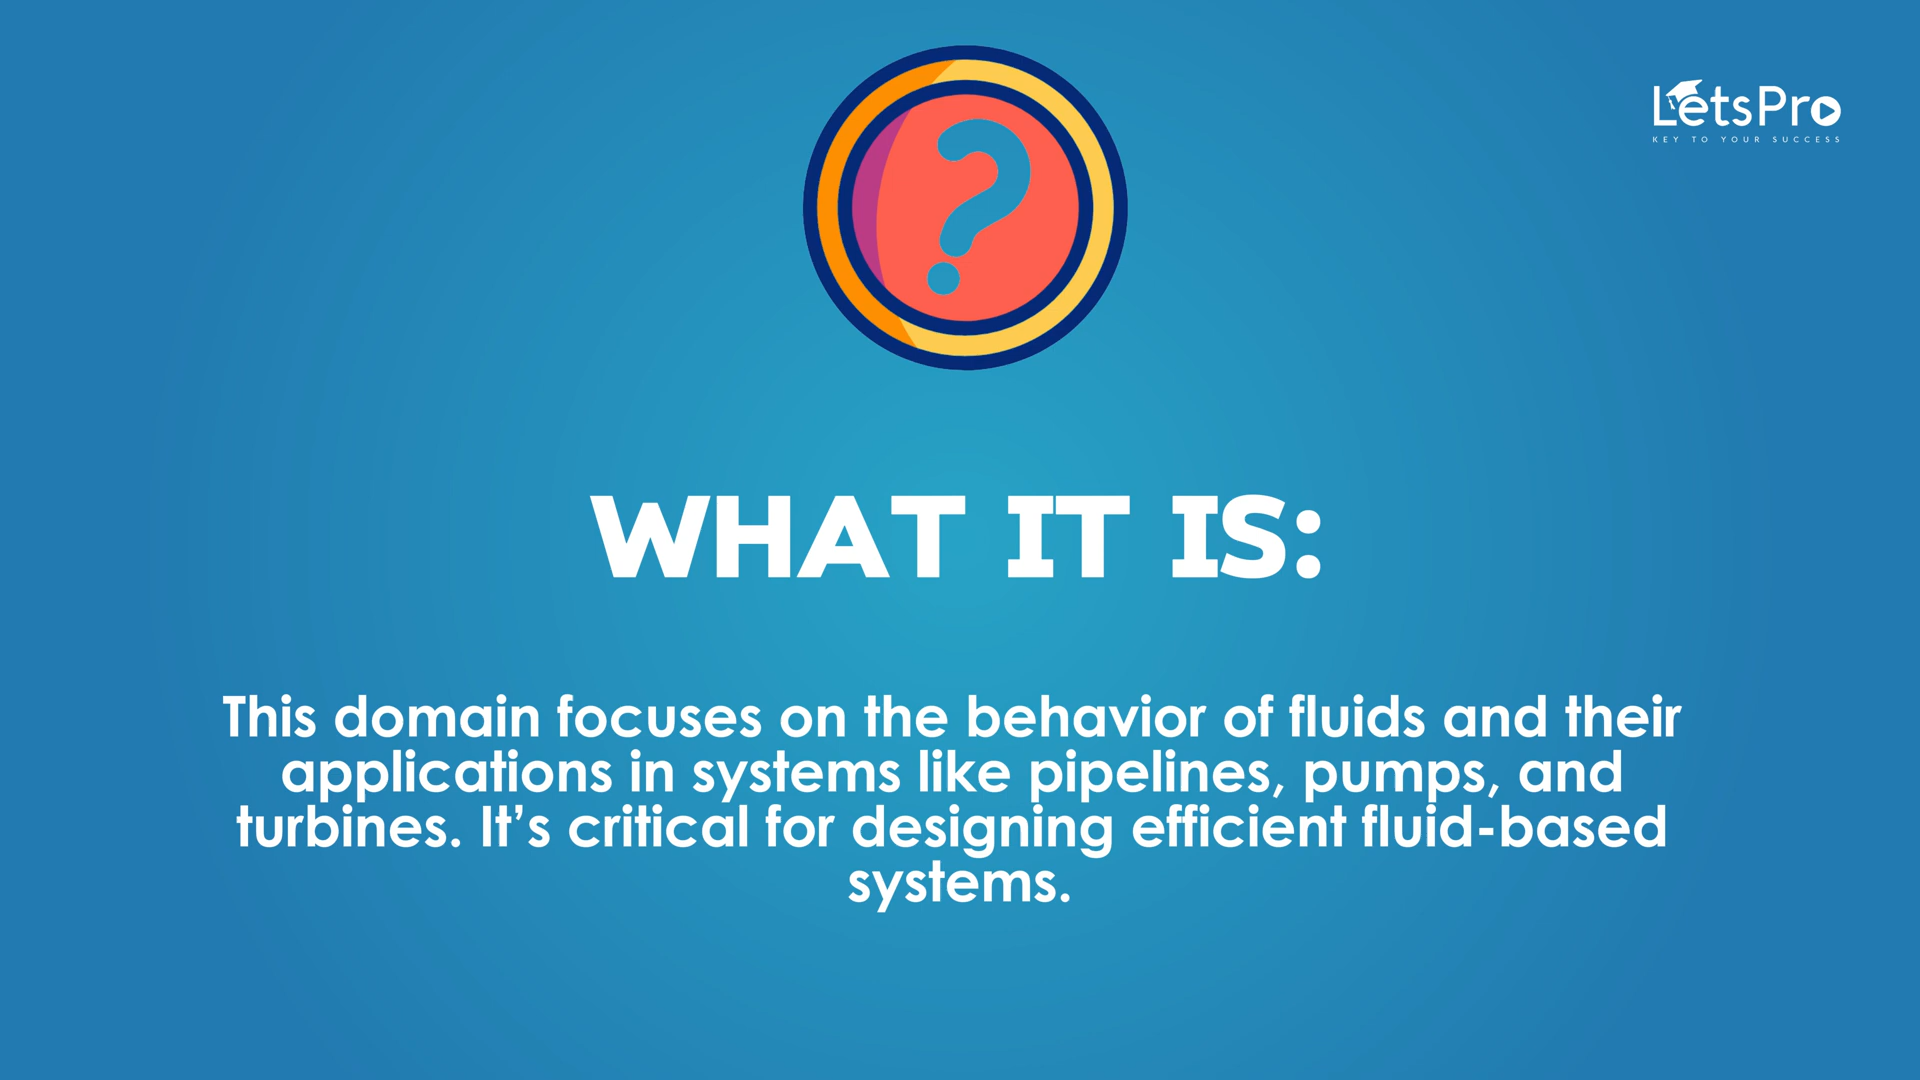 LetsPro
KEY TO YOUR SUCCESS
WHAT IT IS:
This domain focuses on the behavior of fluids and their
applications in systems like pipelines, pumps, and
turbines. It’s critical for designing efficient fluid-based
systems.